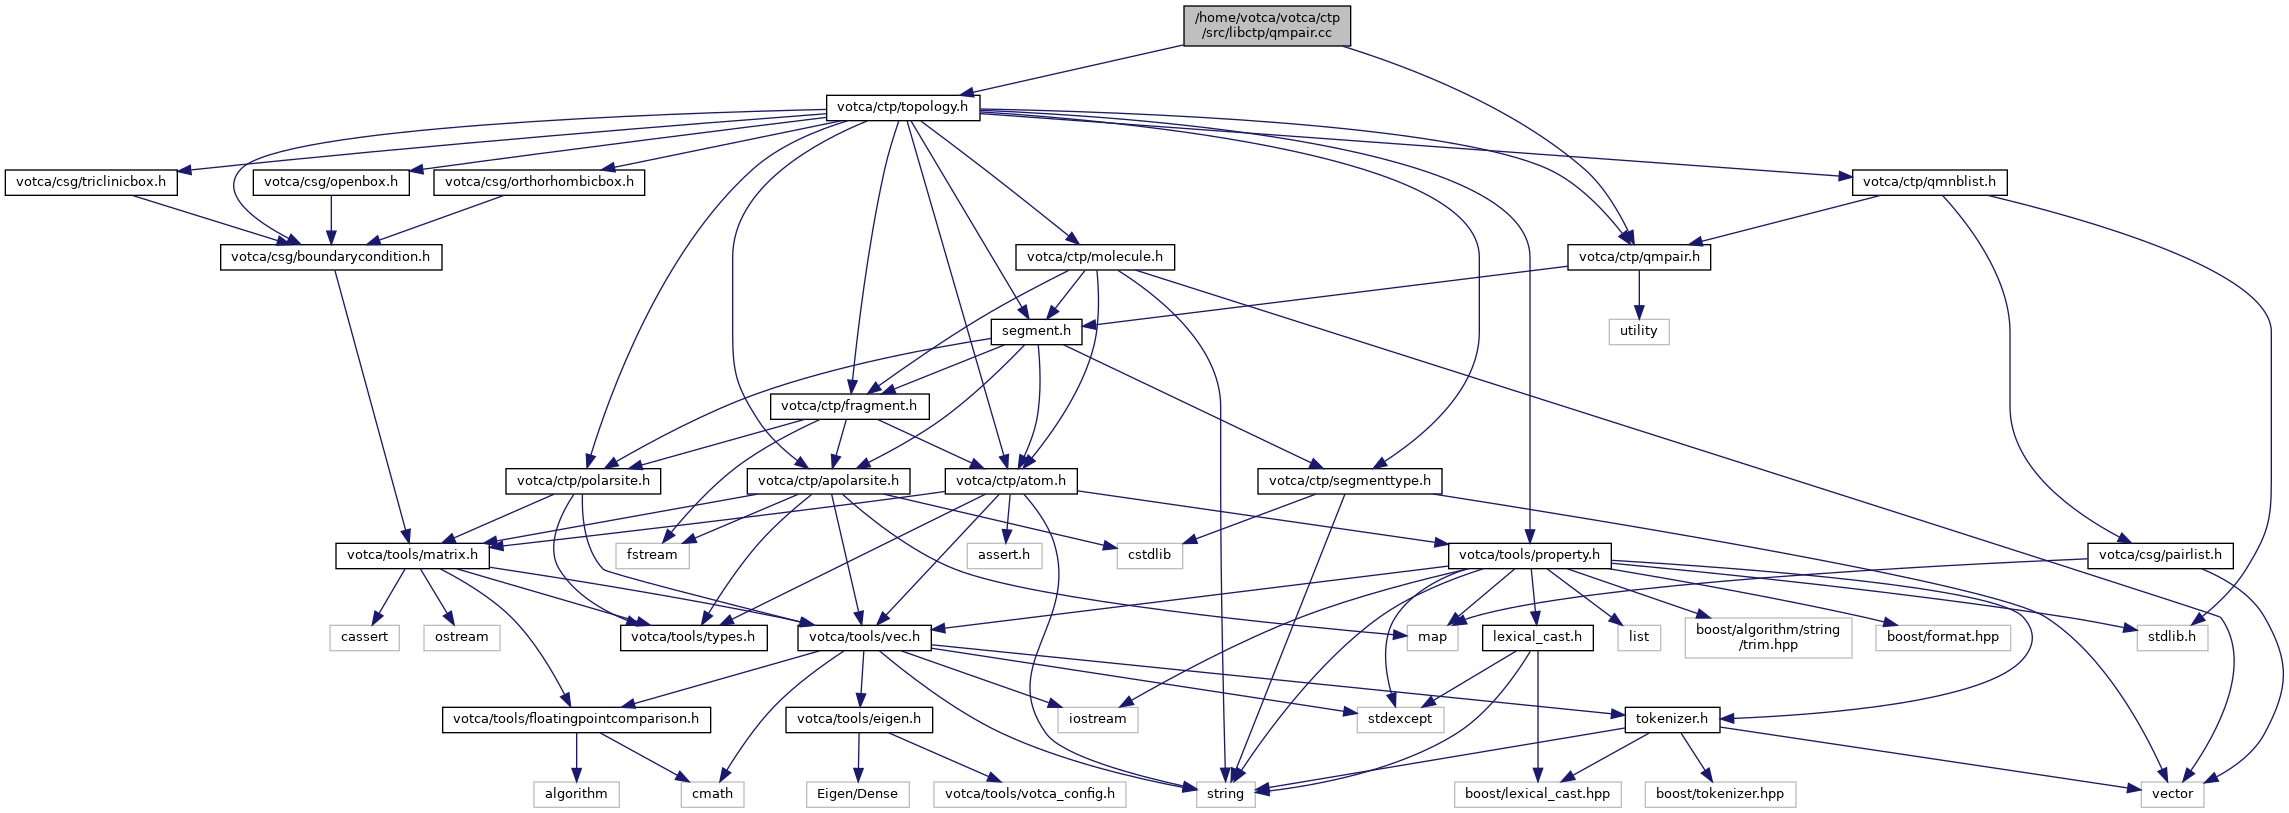 /home/votca/votca/ctp
/src/libctp/qmpair.cc
votca/ctp/topology.h
votca/csg/triclinicbox.h
votca/csg/openbox.h
votca/csg/orthorhombicbox.h
votca/ctp/qmnblist.h
votca/csg/boundarycondition.h
votca/ctp/molecule.h
votca/ctp/qmpair.h
segment.h
utility
votca/ctp/fragment.h
votca/ctp/polarsite.h
votca/ctp/apolarsite.h
votca/ctp/atom.h
votca/ctp/segmenttype.h
votca/tools/matrix.h
fstream
assert.h
cstdlib
votca/tools/property.h
votca/csg/pairlist.h
cassert
ostream
votca/tools/types.h
votca/tools/vec.h
map
lexical_cast.h
list
boost/algorithm/string
/trim.hpp
boost/format.hpp
stdlib.h
votca/tools/floatingpointcomparison.h
votca/tools/eigen.h
iostream
stdexcept
tokenizer.h
algorithm
cmath
Eigen/Dense
votca/tools/votca_config.h
string
boost/lexical_cast.hpp
boost/tokenizer.hpp
vector